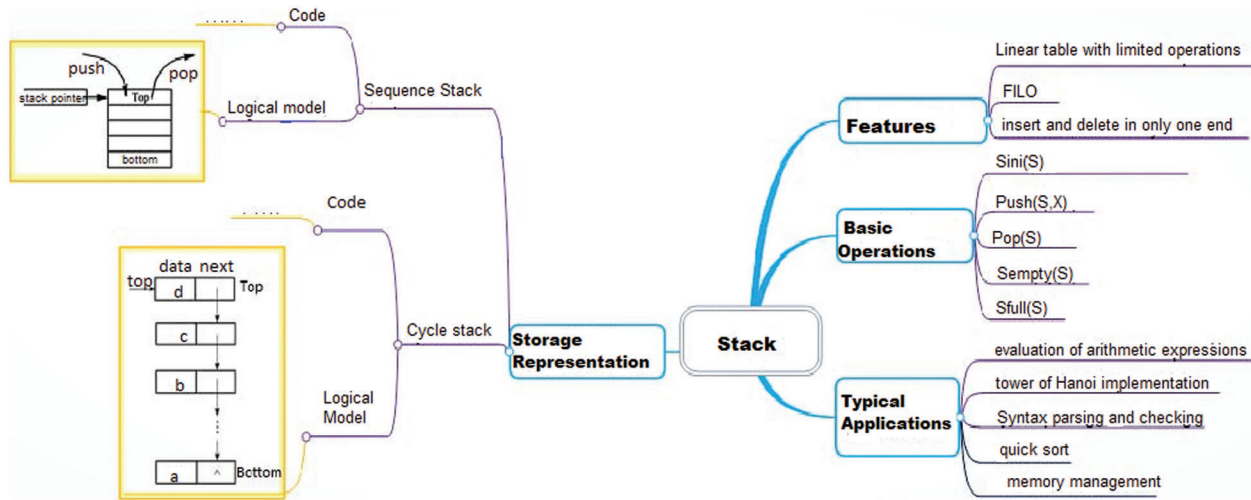 ......
Code
push
pop
stack pointer
Top
bottom
Logical model
Sequence Stack
......
Code
data next
top
d
Top
c
b
a
^
Bottom
Cycle stack
Logical
Model
Storage
Representation
Stack
Features
Linear table with limited operations
FILO
insert and delete in only one end
Basic
Operations
Sini(S)
Push(S,X)
Pop(S)
Sempty(S)
Sfull(S)
Typical
Applications
evaluation of arithmetic expressions
tower of Hanoi implementation
Syntax parsing and checking
quick sort
memory management